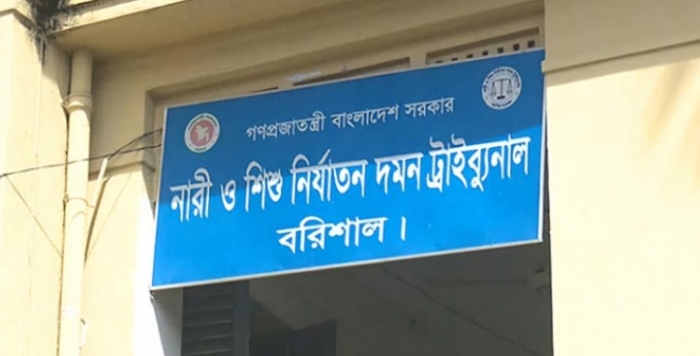 গণপ্রজাতন্ত্রী বাংলাদেশ সরকার
নারী ও শিশু নির্যাতন দমন ট্রাইব্যুনাল
বরিশাল।